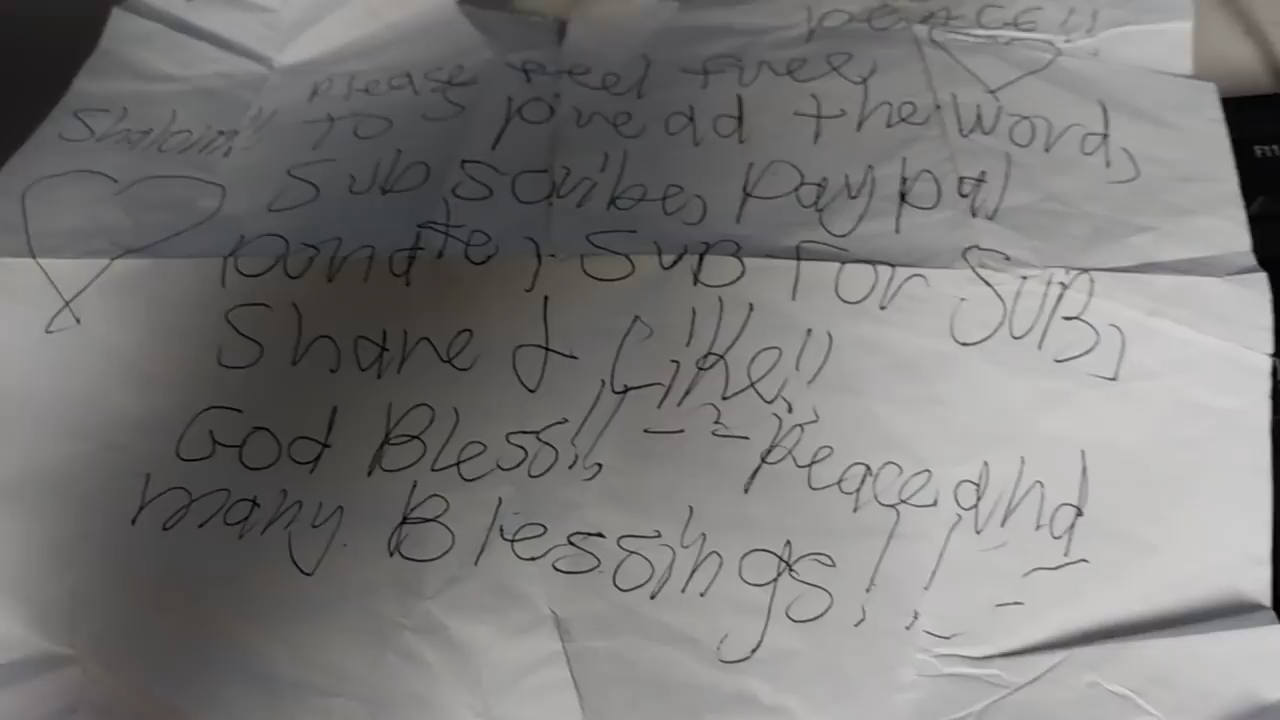 PEACE!!
please feel free,
Shalom!!
to spread the word,
subscribe, paypal
Donate, SUB FOR SUB,
Share & Like!!
God Bless!! -- Peace and
many Blessings!!
F11